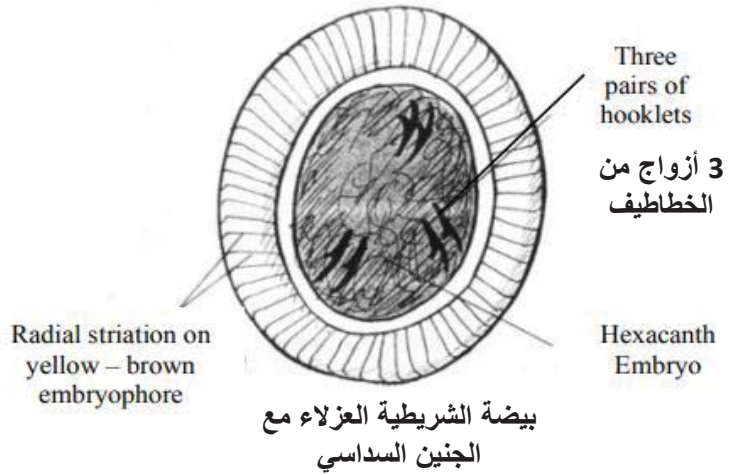 Three
pairs of
hooklets
3 أزواج من
الخطاطيف
Radial striation on
yellow – brown
embryophore
Hexacanth
Embryo
بيضة الشريطية العزلاء مع
الجنين السداسي